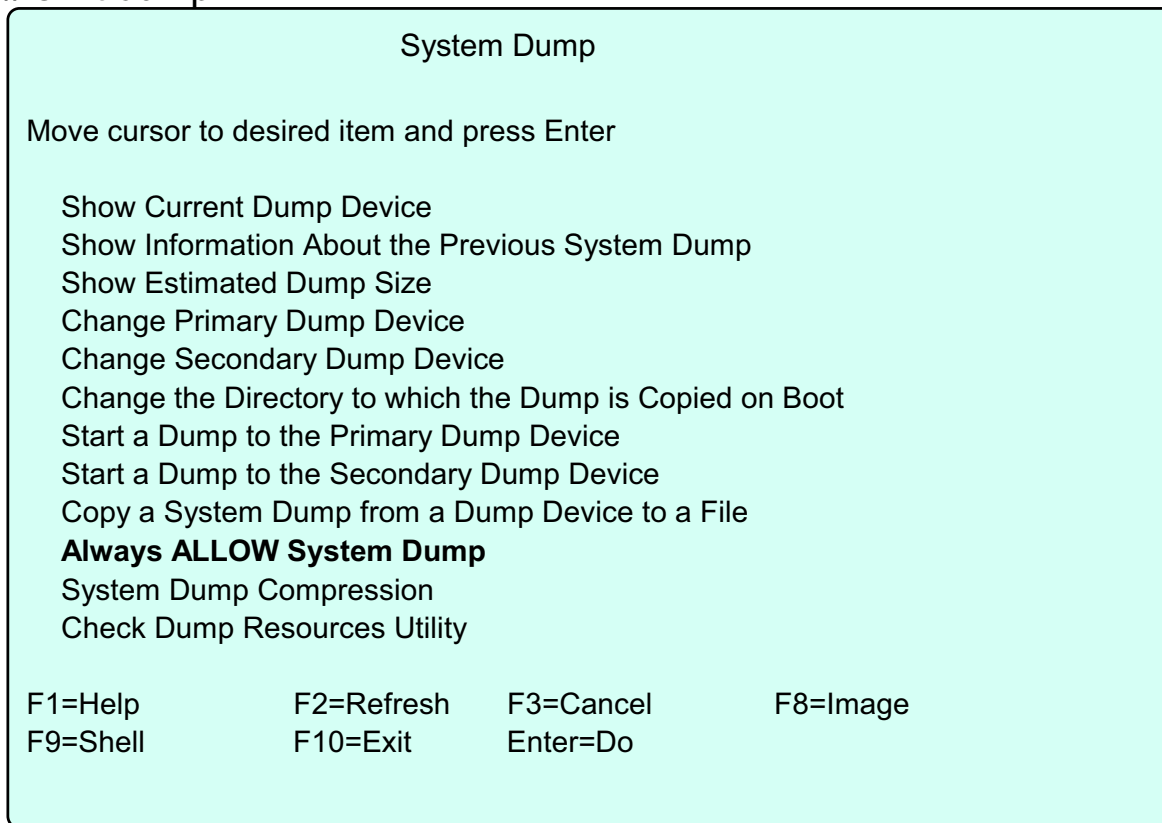 System Dump
Move cursor to desired item and press Enter
Show Current Dump Device
Show Information About the Previous System Dump
Show Estimated Dump Size
Change Primary Dump Device
Change Secondary Dump Device
Change the Directory to which the Dump is Copied on Boot
Start a Dump to the Primary Dump Device
Start a Dump to the Secondary Dump Device
Copy a System Dump from a Dump Device to a File
Always ALLOW System Dump
System Dump Compression
Check Dump Resources Utility
F1=Help F2=Refresh F3=Cancel F8=Image
F9=Shell F10=Exit Enter=Do